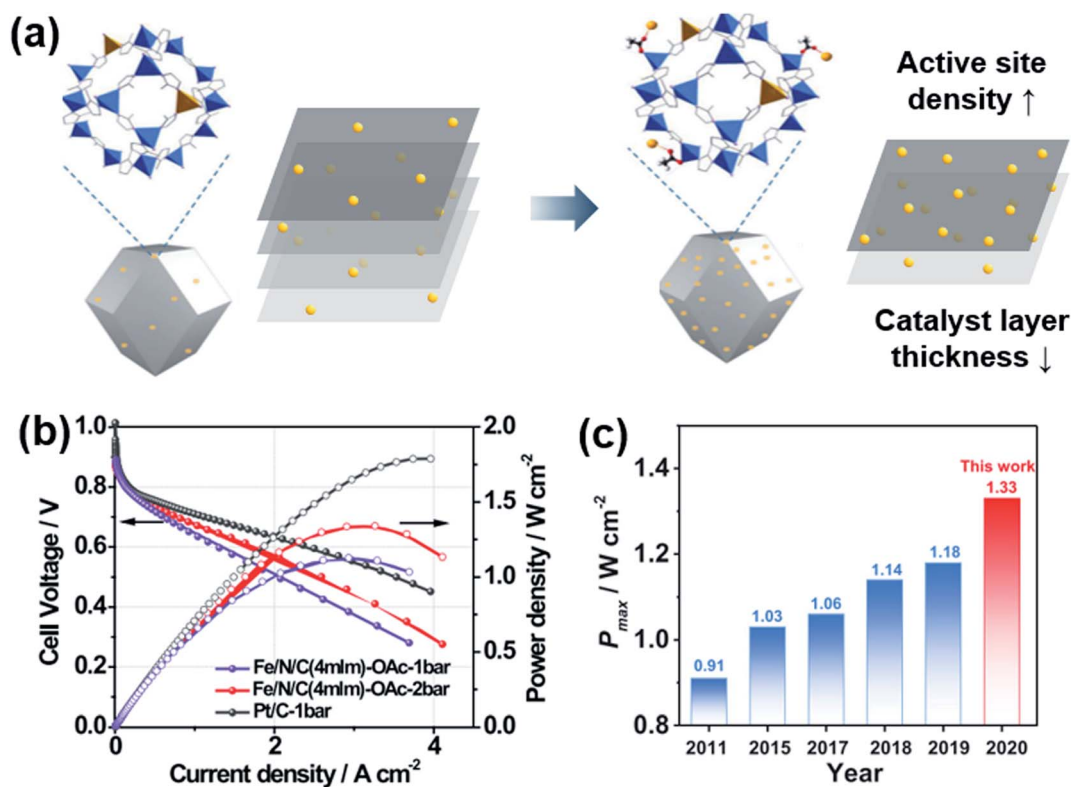 (a)
Active site
density ↑
Catalyst layer
thickness ↓
(b)
1.0
0.8
0.6
0.4
0.2
0.0
Cell Voltage / V
2.0
1.5
1.0
0.5
0.0
Power density / W cm⁻²
Fe/N/C(4mIm)-OAc-1bar
Fe/N/C(4mIm)-OAc-2bar
Pt/C-1bar
0 2 4
Current density / A cm⁻²
(c)
1.4
1.2
1.0
0.8
P max / W cm⁻²
This work
0.91
1.03
1.06
1.14
1.18
1.33
2011 2015 2017 2018 2019 2020
Year